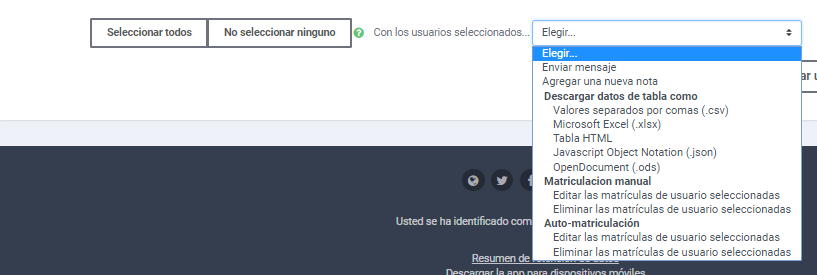 Seleccionar todos
No seleccionar ninguno
Con los usuarios seleccionados...
Elegir...
Elegir...
Enviar mensaje
Agregar una nueva nota
Descargar datos de tabla como
Valores separados por comas (.csv)
Microsoft Excel (.xlsx)
Tabla HTML
Javascript Object Notation (.json)
OpenDocument (.ods)
Matriculacion manual
Editar las matrículas de usuario seleccionadas
Eliminar las matrículas de usuario seleccionadas
Auto-matriculación
Editar las matrículas de usuario seleccionadas
Eliminar las matrículas de usuario seleccionadas
Usted se ha identificado com
Resumen de
Descargar la app para dispositivos móviles